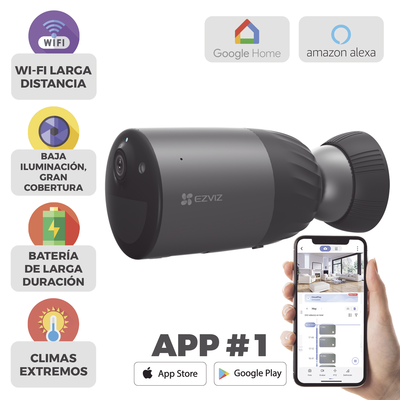 WiFi
WI-FI LARGA
DISTANCIA
Google Home
amazon alexa
BAJA
ILUMINACIÓN,
GRAN
COBERTURA
EZVIZ
BATERÍA
DE LARGA
DURACIÓN
CLIMAS
EXTREMOS
APP #1
App Store
Google Play